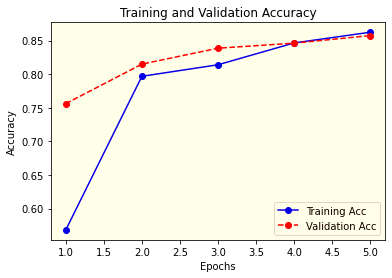 Training and Validation Accuracy
Accuracy
0.85
0.80
0.75
0.70
0.65
0.60
Training Acc
Validation Acc
1.0 1.5 2.0 2.5 3.0 3.5 4.0 4.5 5.0
Epochs